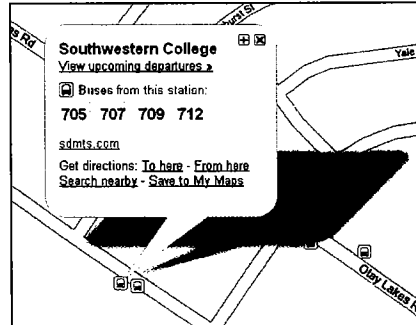 Southwestern College
View upcoming departures »
Buses from this station:
705 707 709 712
sdmts.com
Get directions: To here - From here
Search nearby - Save to My Maps
Yale
Otay Lakes R